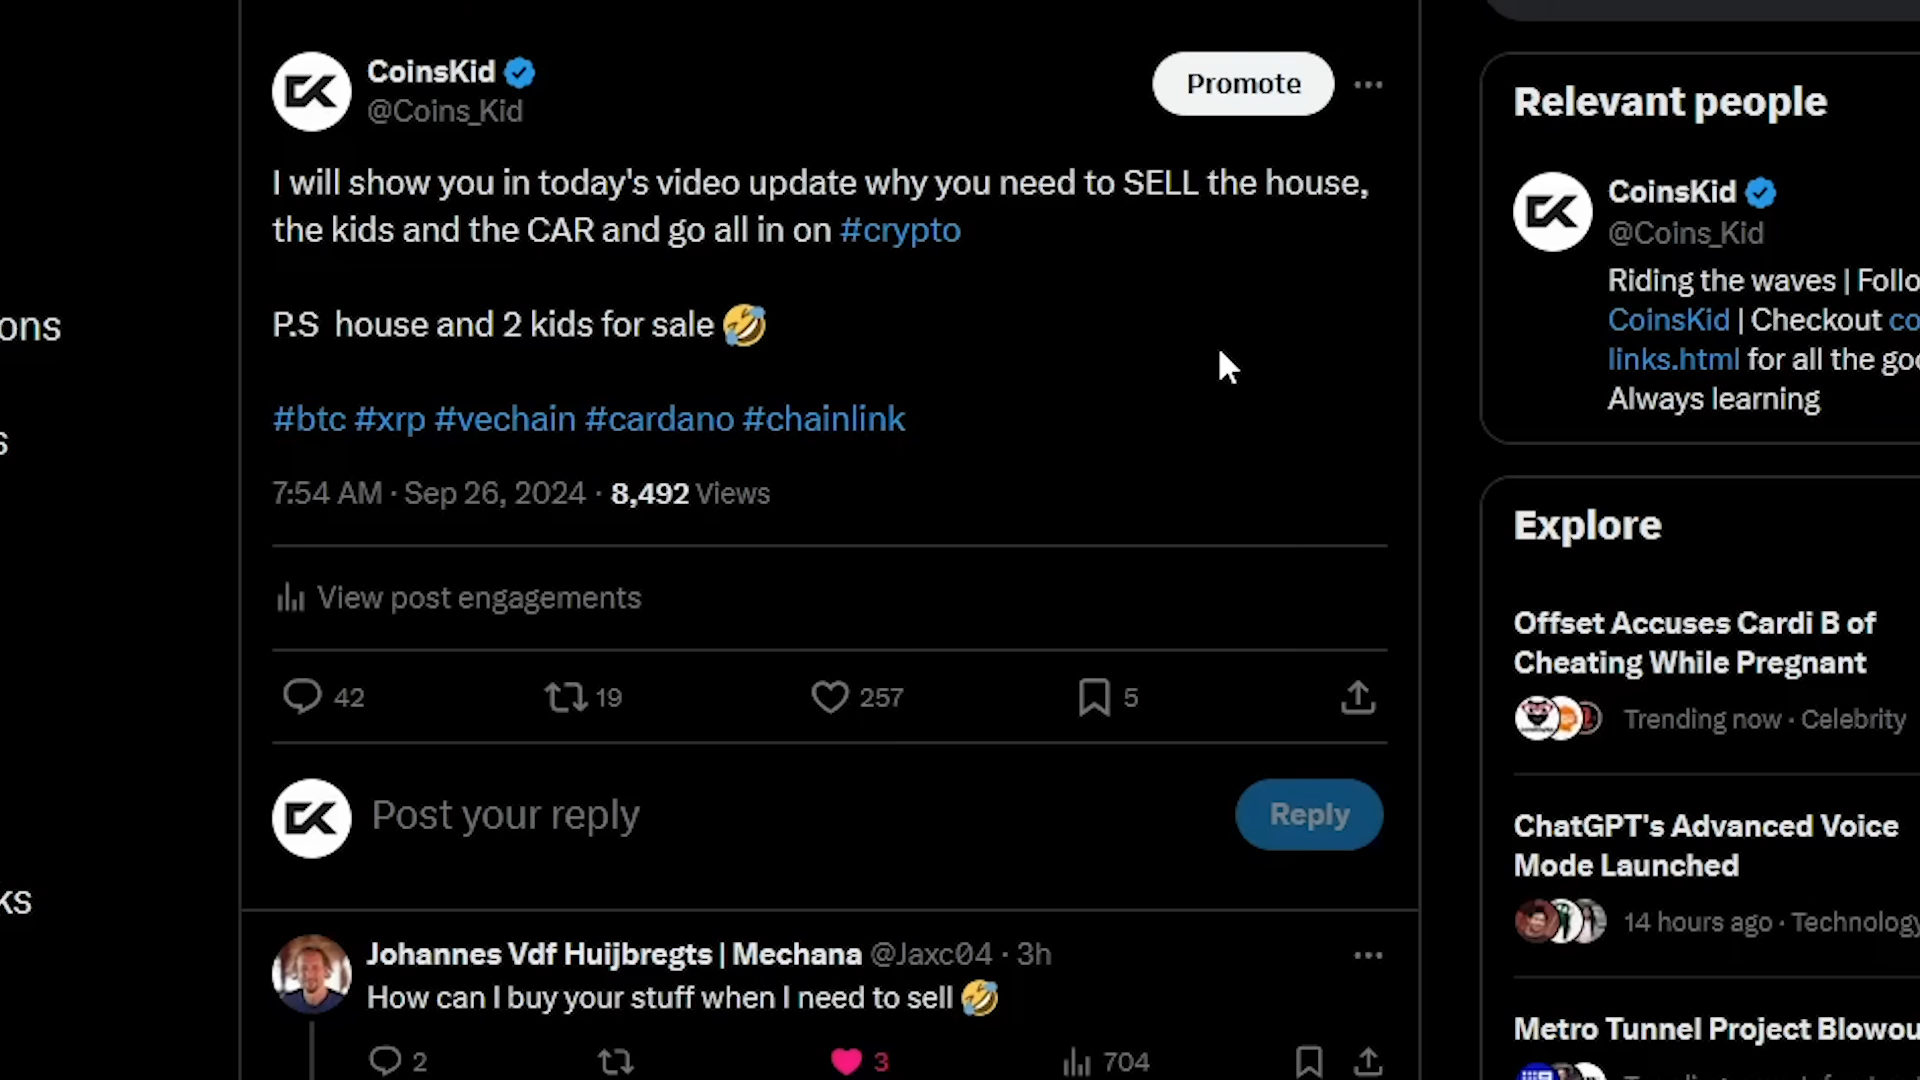 CoinsKid
@Coins_Kid
Promote
I will show you in today's video update why you need to SELL the house,
the kids and the CAR and go all in on #crypto
P.S house and 2 kids for sale 🤣
#btc #xrp #vechain #cardano #chainlink
7:54 AM · Sep 26, 2024 · 8,492 Views
View post engagements
42 19 257 5
Post your reply
Reply
Johannes Vdf Huijbregts | Mechana @Jaxc04 · 3h
How can I buy your stuff when I need to sell 🤣
2 3 704
Relevant people
CoinsKid
@Coins_Kid
Riding the waves | Follo
CoinsKid | Checkout co
links.html for all the goo
Always learning
Explore
Offset Accuses Cardi B of
Cheating While Pregnant
Trending now · Celebrity
ChatGPT's Advanced Voice
Mode Launched
14 hours ago · Technology
Metro Tunnel Project Blowou
ons
s
ks